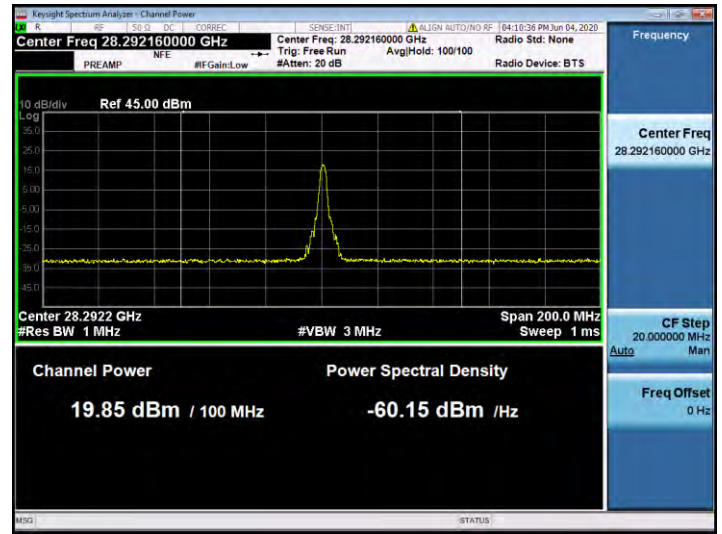 Keysight Spectrum Analyzer - Channel Power
LXI R RF 50 Ω DC CORREC SENSE:INT ALIGN AUTO/NO RF 04:10:36 PM Jun 04, 2020
Center Freq 28.292160000 GHz Center Freq: 28.292160000 GHz Radio Std: None Frequency
NFE Trig: Free Run Avg|Hold: 100/100
PREAMP #IFGain:Low #Atten: 20 dB Radio Device: BTS
10 dB/div Ref 45.00 dBm
Log
35.0
25.0
15.0
5.00
-5.00
-15.0
-25.0
-35.0
-45.0
Center 28.2922 GHz Span 200.0 MHz
#Res BW 1 MHz #VBW 3 MHz Sweep 1 ms
Channel Power Power Spectral Density
19.85 dBm / 100 MHz -60.15 dBm /Hz
Center Freq
28.292160000 GHz
CF Step
20.000000 MHz
Auto Man
Freq Offset
0 Hz
MSG STATUS